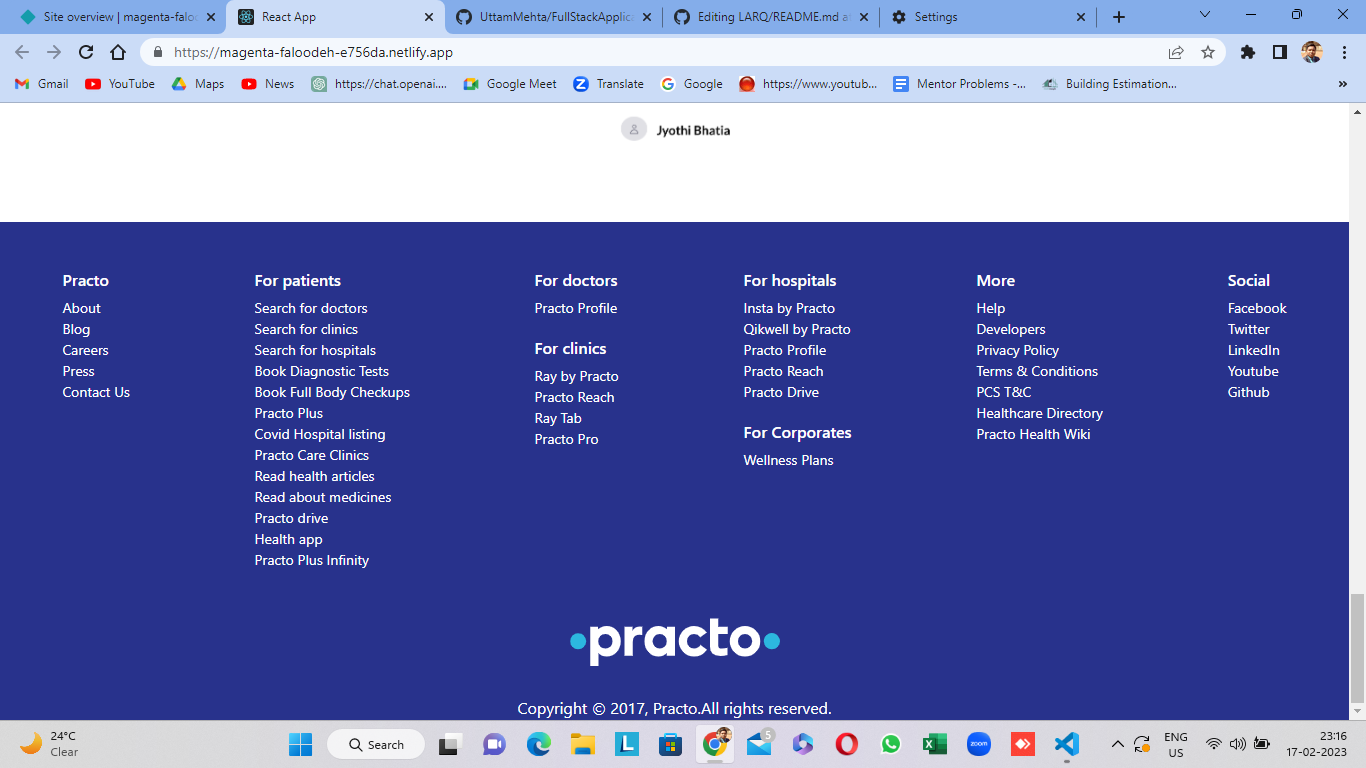 Site overview | magenta-faloo
React App
UttamMehta/FullStackApplic
Editing LARQ/README.md at
Settings
https://magenta-faloodeh-e756da.netlify.app
Gmail
YouTube
Maps
News
https://chat.openai....
Google Meet
Translate
Google
https://www.youtub...
Mentor Problems -...
Building Estimation...
»
Jyothi Bhatia
Practo
About
Blog
Careers
Press
Contact Us
For patients
Search for doctors
Search for clinics
Search for hospitals
Book Diagnostic Tests
Book Full Body Checkups
Practo Plus
Covid Hospital listing
Practo Care Clinics
Read health articles
Read about medicines
Practo drive
Health app
Practo Plus Infinity
For doctors
Practo Profile
For clinics
Ray by Practo
Practo Reach
Ray Tab
Practo Pro
For hospitals
Insta by Practo
Qikwell by Practo
Practo Profile
Practo Reach
Practo Drive
For Corporates
Wellness Plans
More
Help
Developers
Privacy Policy
Terms & Conditions
PCS T&C
Healthcare Directory
Practo Health Wiki
Social
Facebook
Twitter
LinkedIn
Youtube
Github
practo
Copyright © 2017, Practo.All rights reserved.
24°C
Clear
Search
L
5
zoom
ENG
US
23:16
17-02-2023